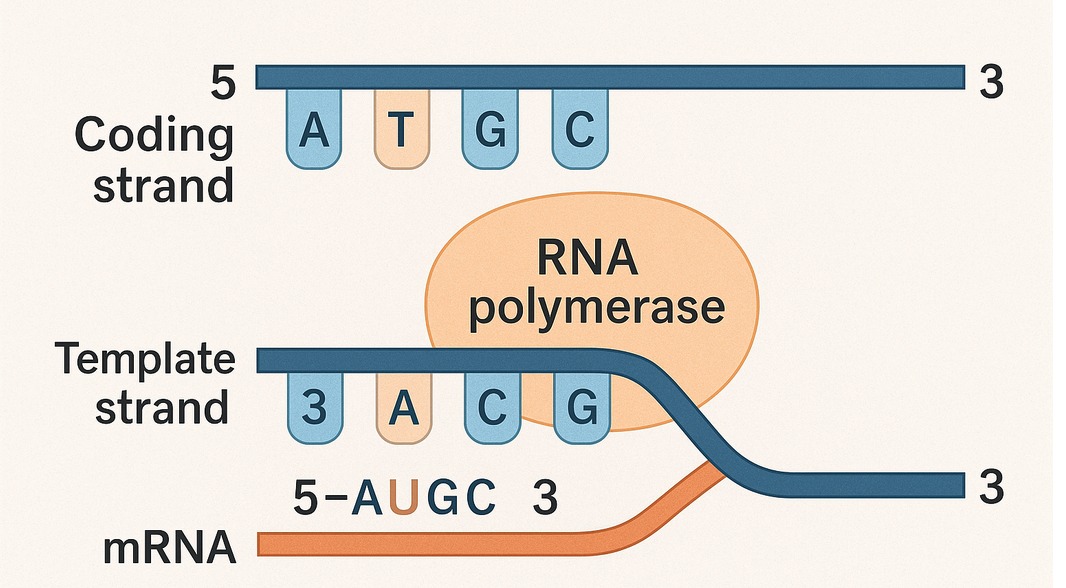 5 3
Coding
strand
A T G C
RNA
polymerase
Template
strand
3 A C G
5–AUGC 3
3
mRNA